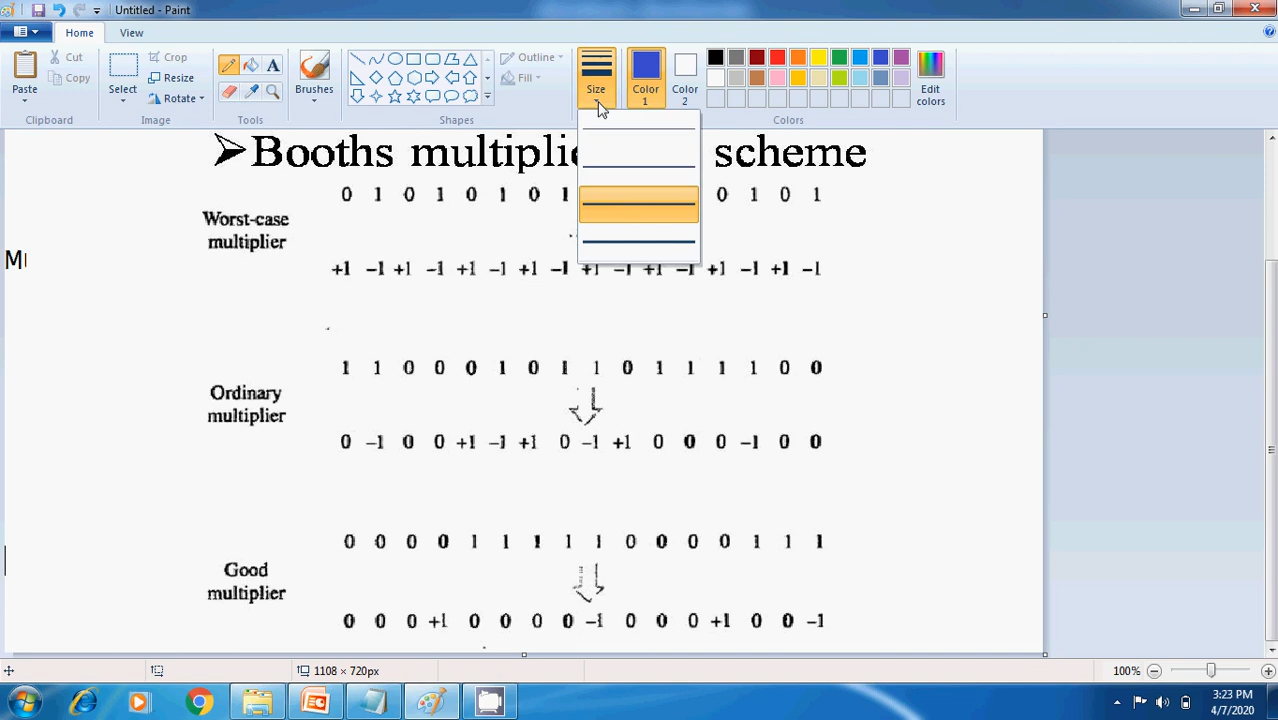 Untitled - Paint
Home View
Paste
Cut
Copy
Clipboard
Select
Crop
Resize
Rotate
Image
A
Tools
Brushes
Shapes
Outline
Fill
Size
Color 1
Color 2
Edit colors
Colors
➢Booths scheme
0 1 0 1 0 1 0 1 0 1 0 1
Worst-case
multiplier
+1 −1 +1 −1 +1 −1 +1 −1 +1 −1 +1 −1 +1 −1 +1 −1
1 1 0 0 0 1 0 1 1 0 1 1 1 1 0 0
Ordinary
multiplier
0 −1 0 0 +1 −1 +1 0 −1 +1 0 0 0 −1 0 0
0 0 0 0 1 1 1 1 1 0 0 0 0 1 1 1
Good
multiplier
0 0 0 +1 0 0 0 0 −1 0 0 0 +1 0 0 −1
1108 × 720px
100%
3:23 PM
4/7/2020